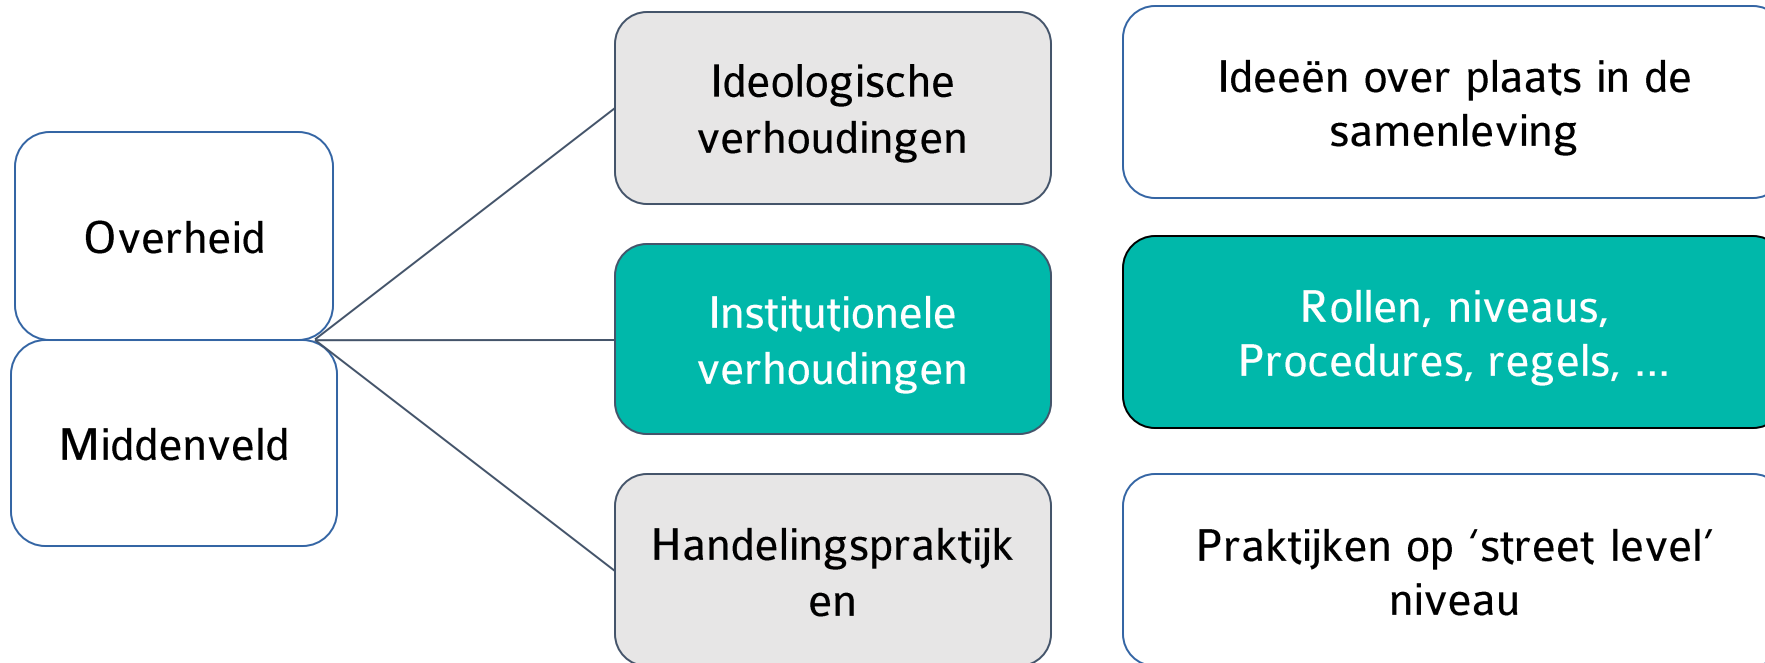 Overheid
Middenveld
Ideologische
verhoudingen
Ideeën over plaats in de
samenleving
Institutionele
verhoudingen
Rollen, niveaus,
Procedures, regels, ...
Handelingspraktijk
en
Praktijken op ‘street level’
niveau